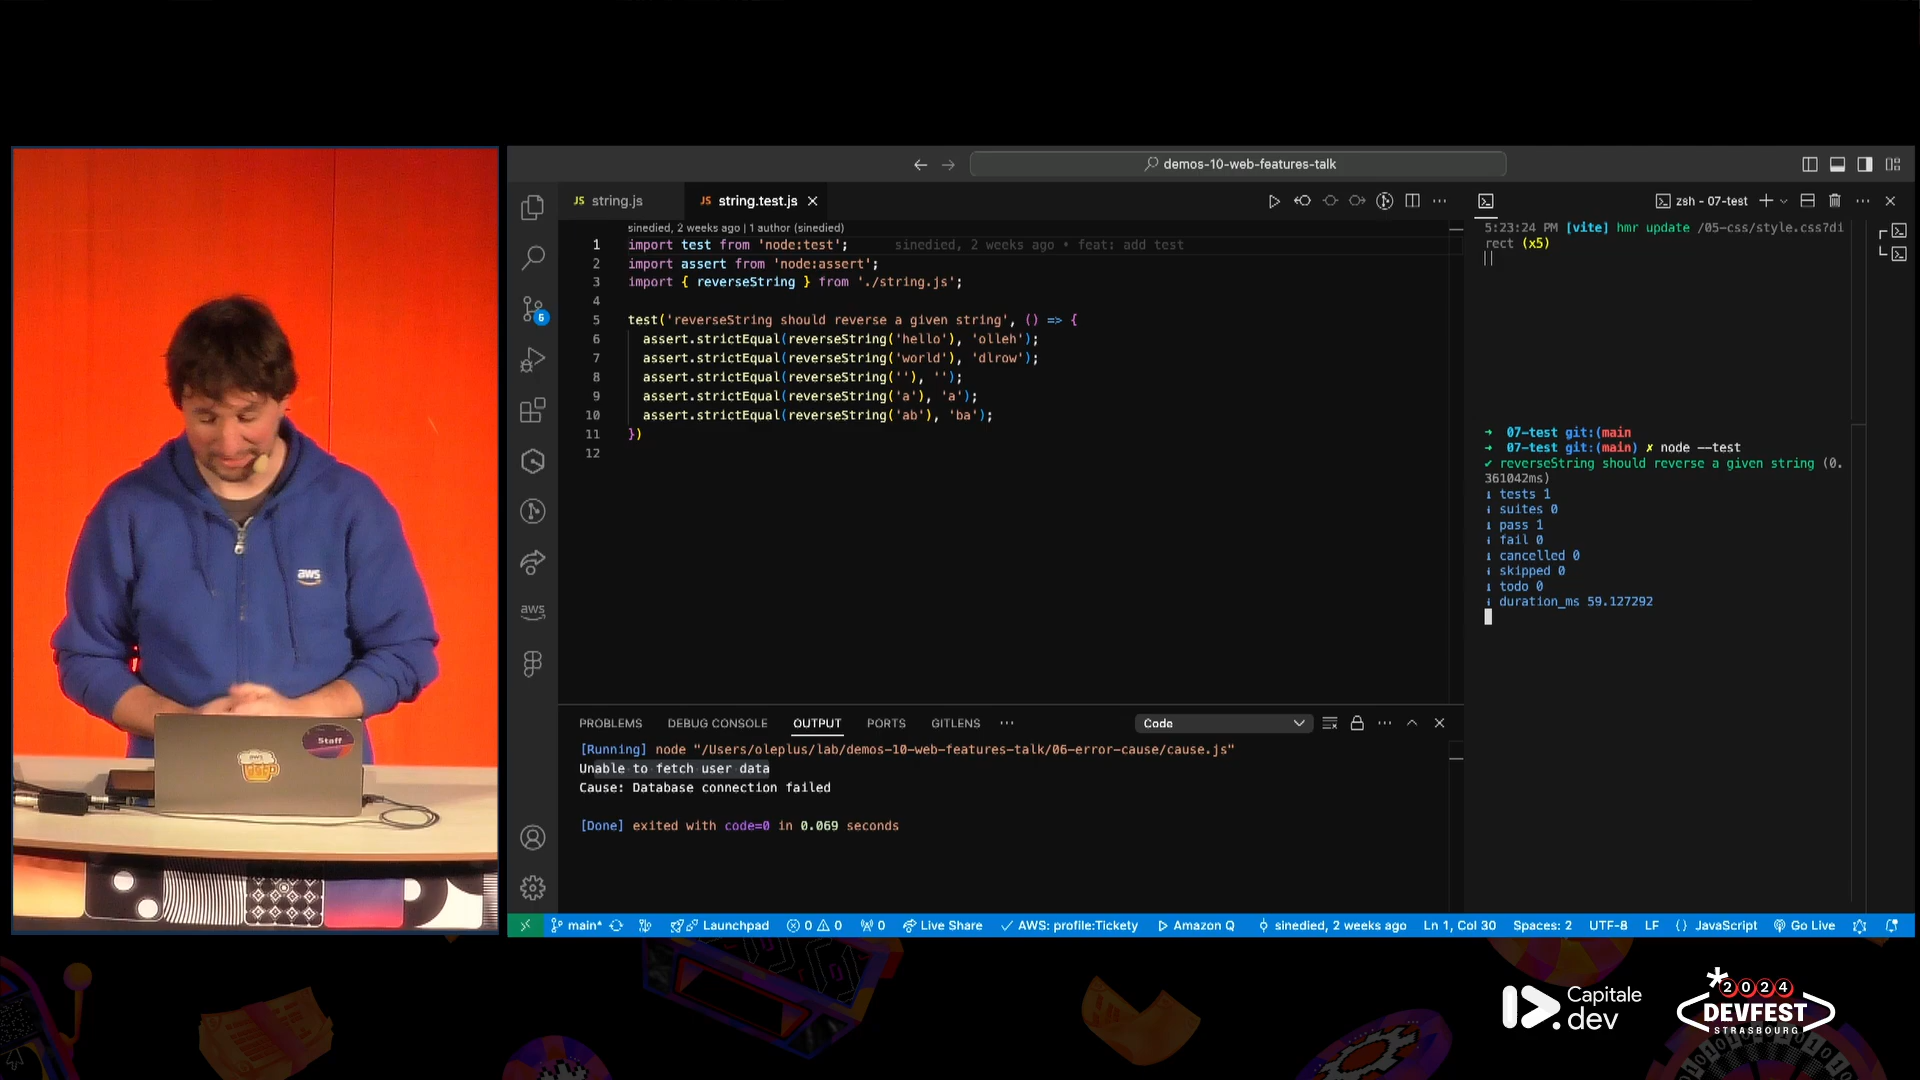 aws
Staff
demos-10-web-features-talk
JS string.js
JS string.test.js
zsh - 07-test
sinedied, 2 weeks ago | 1 author (sinedied)
1 import test from 'node:test'; sinedied, 2 weeks ago • feat: add test
2 import assert from 'node:assert';
3 import { reverseString } from './string.js';
4
5 test('reverseString should reverse a given string', () => {
6 assert.strictEqual(reverseString('hello'), 'olleh');
7 assert.strictEqual(reverseString('world'), 'dlrow');
8 assert.strictEqual(reverseString(''), '');
9 assert.strictEqual(reverseString('a'), 'a');
10 assert.strictEqual(reverseString('ab'), 'ba');
11 })
12
5
aws
5:23:24 PM [vite] hmr update /05-css/style.css?di
rect (x5)
➜ 07-test git:(main
➜ 07-test git:(main) ✗ node --test
✔ reverseString should reverse a given string (0.
361042ms)
ℹ tests 1
ℹ suites 0
ℹ pass 1
ℹ fail 0
ℹ cancelled 0
ℹ skipped 0
ℹ todo 0
ℹ duration_ms 59.127292
PROBLEMS DEBUG CONSOLE OUTPUT PORTS GITLENS ··· Code
[Running] node "/Users/oleplus/lab/demos-10-web-features-talk/06-error-cause/cause.js"
Unable to fetch user data
Cause: Database connection failed
[Done] exited with code=0 in 0.069 seconds
main* Launchpad 0 0 0 Live Share AWS: profile:Tickety Amazon Q sinedied, 2 weeks ago Ln 1, Col 30 Spaces: 2 UTF-8 LF {} JavaScript Go Live
Capitale
dev
2024
DEVFEST
STRASBOURG